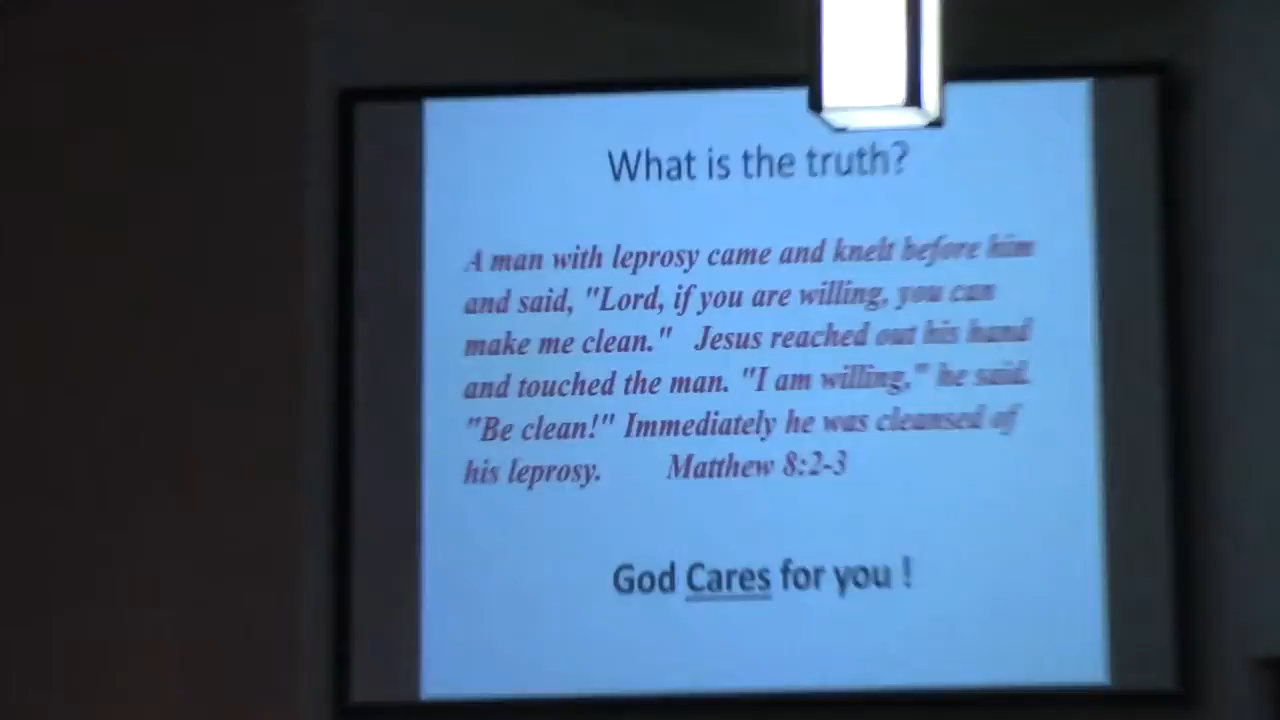 What is the truth?
A man with leprosy came and knelt before him
and said, "Lord, if you are willing, you can
make me clean." Jesus reached out his hand
and touched the man. "I am willing," he said.
"Be clean!" Immediately he was cleansed of
his leprosy. Matthew 8:2-3
God Cares for you !